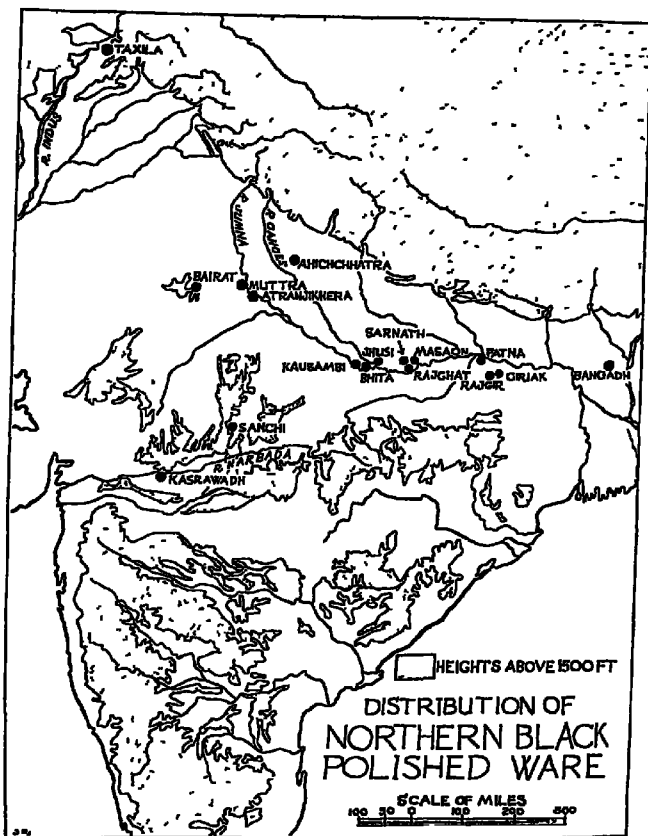 TAXILA
R. INDUS
R. JUMNA
R. GANGES
AHICHCHHATRA
BAIRAT
MUTTRA
ATRANJIKHERA
SARNATH
JHUSI
MASAON
PATNA
KAUSAMBI
BHITA
RAJGHAT
RAJGIR
GIRIAK
BANGADH
SANCHI
R. NARBADA
KASRAWADH
HEIGHTS ABOVE 1500 FT
DISTRIBUTION OF
NORTHERN BLACK
POLISHED WARE
SCALE OF MILES
100 50 0 100 200 300